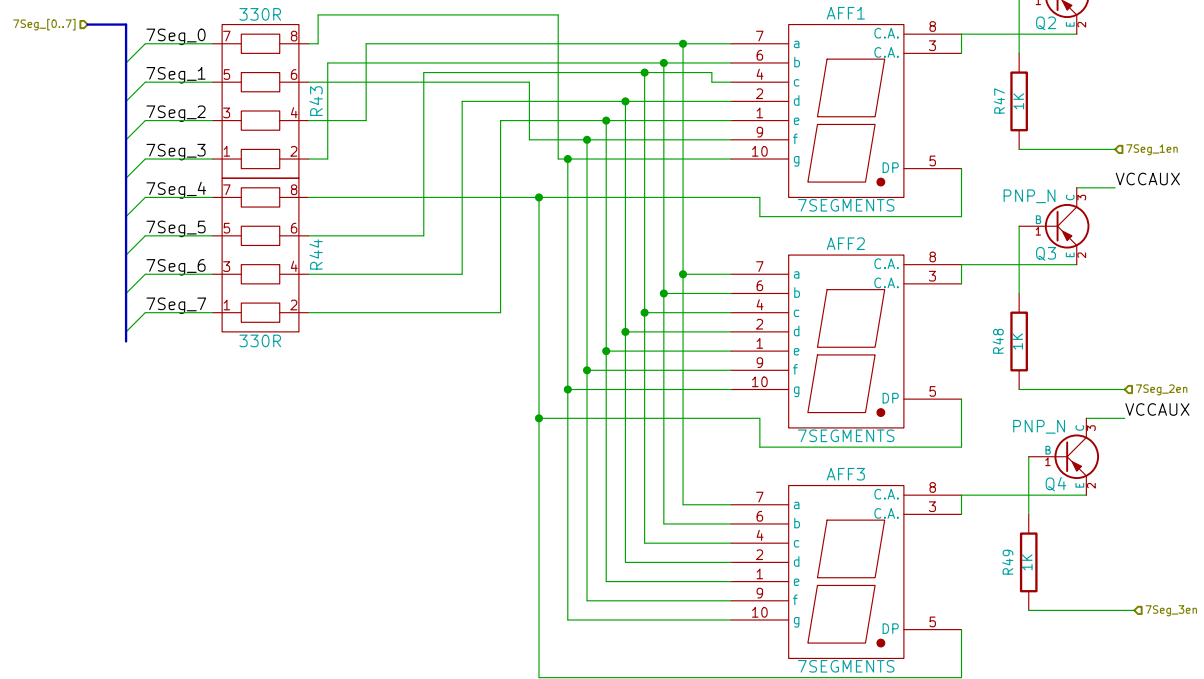 7Seg_[0..7]
330R
7Seg_0 7 8
7Seg_1 5 6
7Seg_2 3 4
7Seg_3 1 2
R43
7Seg_4 7 8
7Seg_5 5 6
7Seg_6 3 4
7Seg_7 1 2
R44
330R
AFF1
7 a C.A. 8
6 b C.A. 3
4 c
2 d
1 e
9 f
10 g DP 5
7SEGMENTS
1 E 2
Q2
R47 1K
7Seg_1en
AFF2
7 a C.A. 8
6 b C.A. 3
4 c
2 d
1 e
9 f
10 g DP 5
7SEGMENTS
VCCAUX
PNP_N C 3
B 1
Q3 E 2
R48 1K
7Seg_2en
AFF3
7 a C.A. 8
6 b C.A. 3
4 c
2 d
1 e
9 f
10 g DP 5
7SEGMENTS
VCCAUX
PNP_N C 3
B 1
Q4 E 2
R49 1K
7Seg_3en